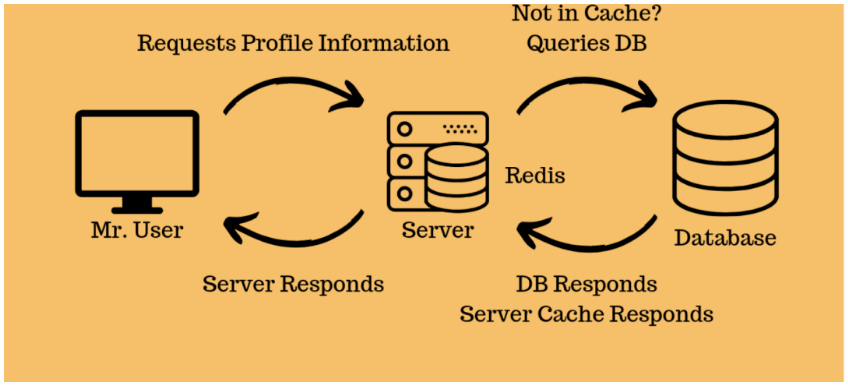 Not in Cache?
Requests Profile Information
Queries DB
Redis
Mr. User
Server
Database
Server Responds
DB Responds
Server Cache Responds